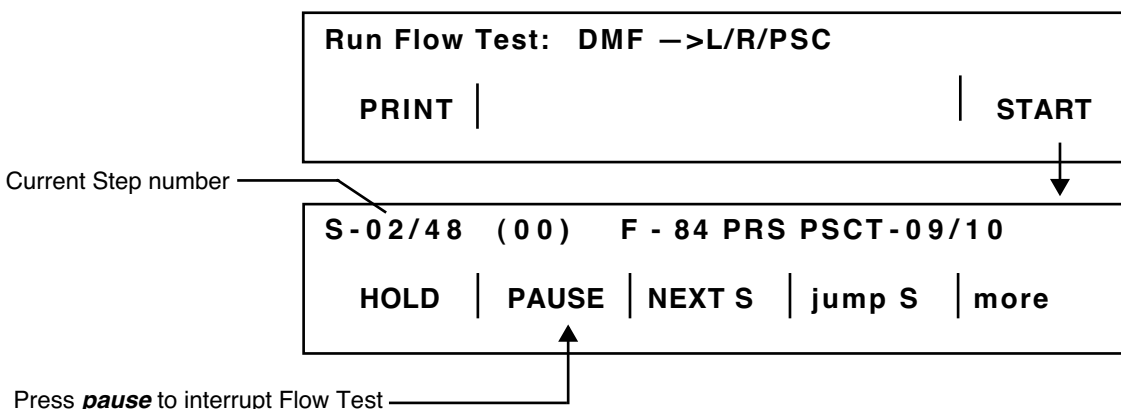 Run Flow Test: DMF —>L/R/PSC
PRINT | | START
Current Step number
S-02/48 (00) F - 84 PRS PSCT-09/10
HOLD | PAUSE | NEXT S | jump S | more
Press pause to interrupt Flow Test